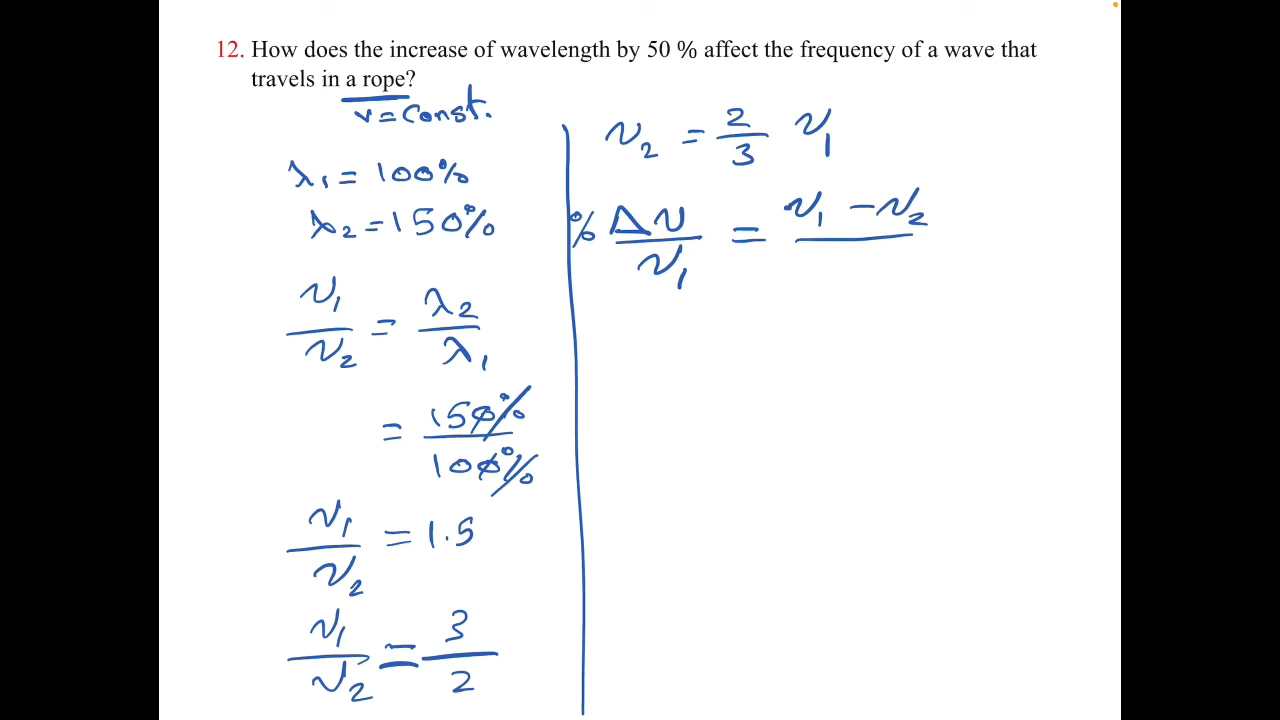 12. How does the increase of wavelength by 50 % affect the frequency of a wave that
travels in a rope?
v = Const.
λ₁ = 100%
λ₂ = 150%
ν₁/ν₂ = λ₂/λ₁
= 150%/100%
ν₁/ν₂ = 1.5
ν₁/ν₂ = 3/2
ν₂ = 2/3 ν₁
% Δν/ν₁ = ν₁ - ν₂